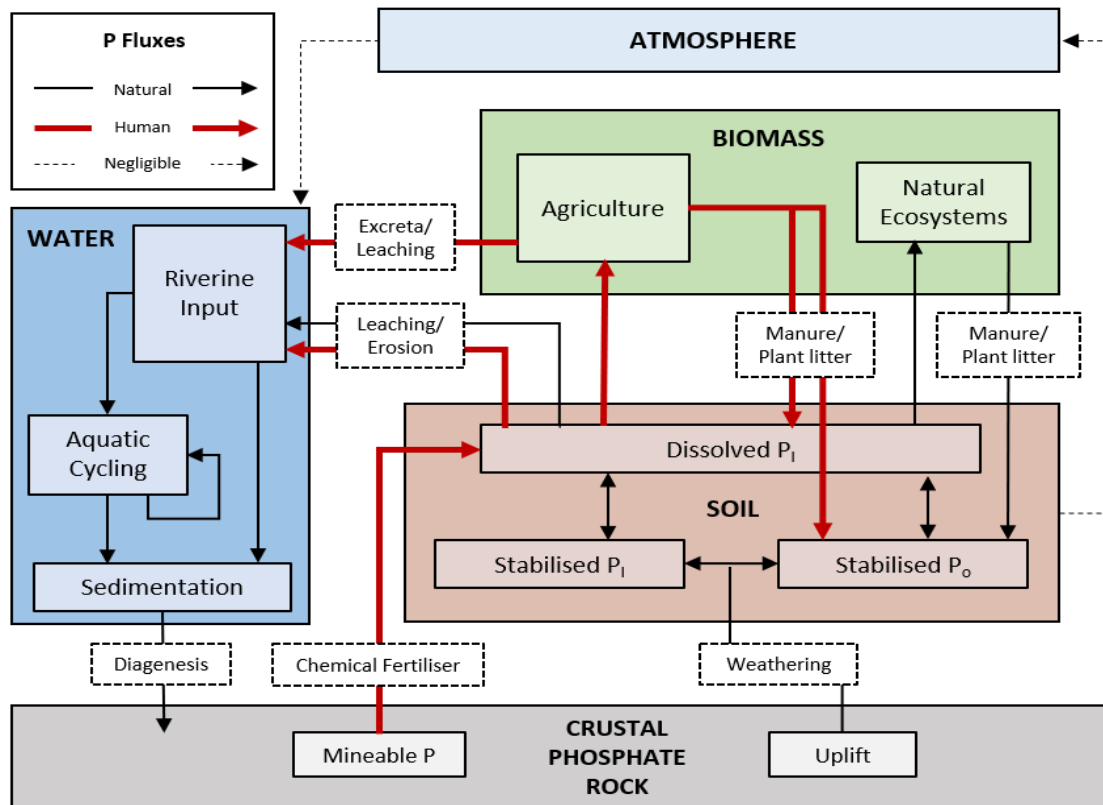 P Fluxes
Natural
Human
Negligible
ATMOSPHERE
BIOMASS
Agriculture
Natural
Ecosystems
WATER
Riverine
Input
Excreta/
Leaching
Leaching/
Erosion
Manure/
Plant litter
Manure/
Plant litter
Aquatic
Cycling
Dissolved Pᵢ
SOIL
Sedimentation
Stabilised Pᵢ
Stabilised Pₒ
Diagenesis
Chemical Fertiliser
Weathering
CRUSTAL
PHOSPHATE
ROCK
Mineable P
Uplift